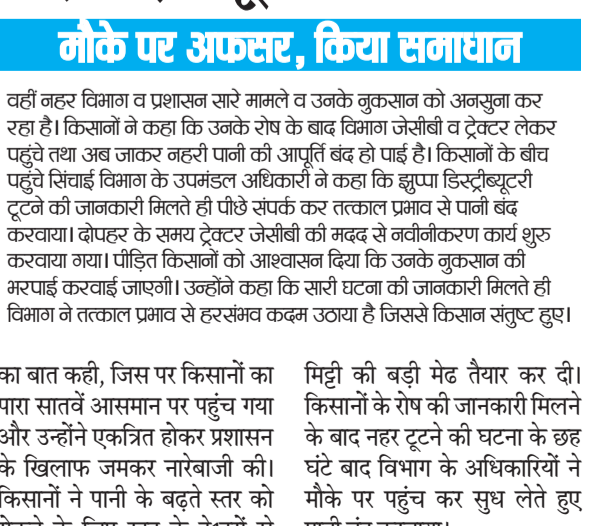 मौके पर अफसर, किया समाधान
वहीं नहर विभाग व प्रशासन सारे मामले व उनके नुकसान को अनसुना कर
रहा है। किसानों ने कहा कि उनके रोष के बाद विभाग जेसीबी व ट्रेक्टर लेकर
पहुंचे तथा अब जाकर नहरी पानी की आपूर्ति बंद हो पाई है। किसानों के बीच
पहुंचे सिंचाई विभाग के उपमंडल अधिकारी ने कहा कि झुप्पा डिस्ट्रीब्यूटरी
टूटने की जानकारी मिलते ही पीछे संपर्क कर तत्काल प्रभाव से पानी बंद
करवाया। दोपहर के समय ट्रेक्टर जेसीबी की मदद से नवीनीकरण कार्य शुरु
करवाया गया। पीड़ित किसानों को आश्वासन दिया कि उनके नुकसान की
भरपाई करवाई जाएगी। उन्होंने कहा कि सारी घटना की जानकारी मिलते ही
विभाग ने तत्काल प्रभाव से हरसंभव कदम उठाया है जिससे किसान संतुष्ट हुए।
का बात कही, जिस पर किसानों का
पारा सातवें आसमान पर पहुंच गया
और उन्होंने एकत्रित होकर प्रशासन
के खिलाफ जमकर नारेबाजी की।
किसानों ने पानी के बढ़ते स्तर को
मिट्टी की बड़ी मेढ तैयार कर दी।
किसानों के रोष की जानकारी मिलने
के बाद नहर टूटने की घटना के छह
घंटे बाद विभाग के अधिकारियों ने
मौके पर पहुंच कर सुध लेते हुए